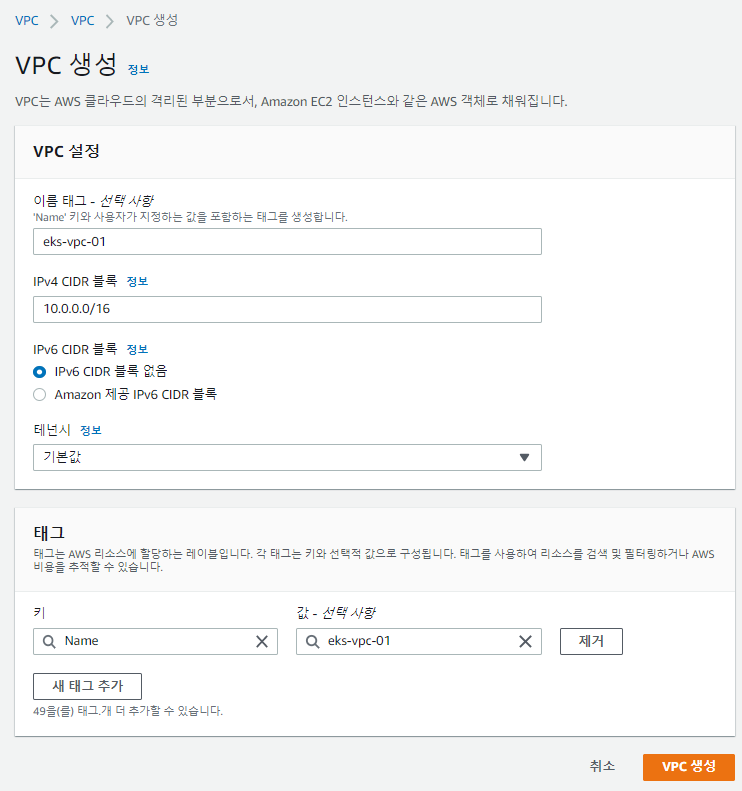 VPC > VPC > VPC 생성
VPC 생성 정보
VPC는 AWS 클라우드의 격리된 부분으로서, Amazon EC2 인스턴스와 같은 AWS 객체로 채워집니다.
VPC 설정
이름 태그 - 선택 사항
'Name' 키와 사용자가 지정하는 값을 포함하는 태그를 생성합니다.
eks-vpc-01
IPv4 CIDR 블록 정보
10.0.0.0/16
IPv6 CIDR 블록 정보
IPv6 CIDR 블록 없음
Amazon 제공 IPv6 CIDR 블록
테넌시 정보
기본값
태그
태그는 AWS 리소스에 할당하는 레이블입니다. 각 태그는 키와 선택적 값으로 구성됩니다. 태그를 사용하여 리소스를 검색 및 필터링하거나 AWS
비용을 추적할 수 있습니다.
키 값 - 선택 사항
Name eks-vpc-01 제거
새 태그 추가
49을(를) 태그.개 더 추가할 수 있습니다.
취소 VPC 생성